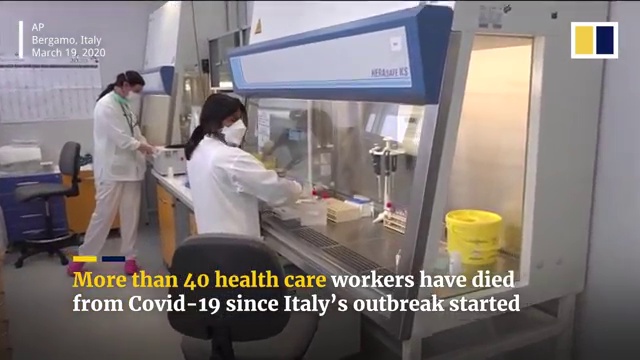 AP
Bergamo, Italy
March 19, 2020
HERASAFE KS
More than 40 health care workers have died
from Covid-19 since Italy's outbreak started